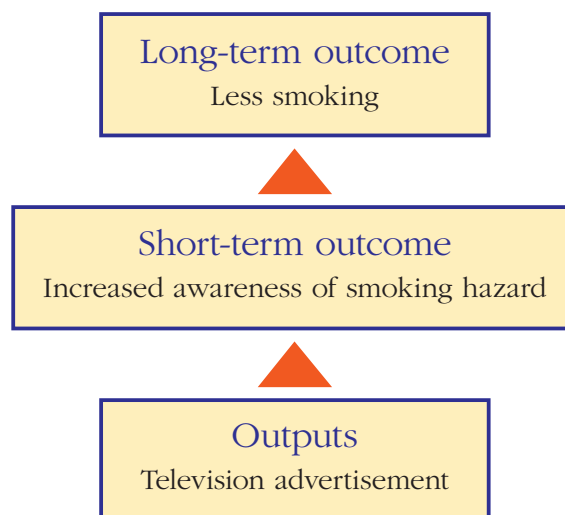 Long-term outcome
Less smoking
Short-term outcome
Increased awareness of smoking hazard
Outputs
Television advertisement